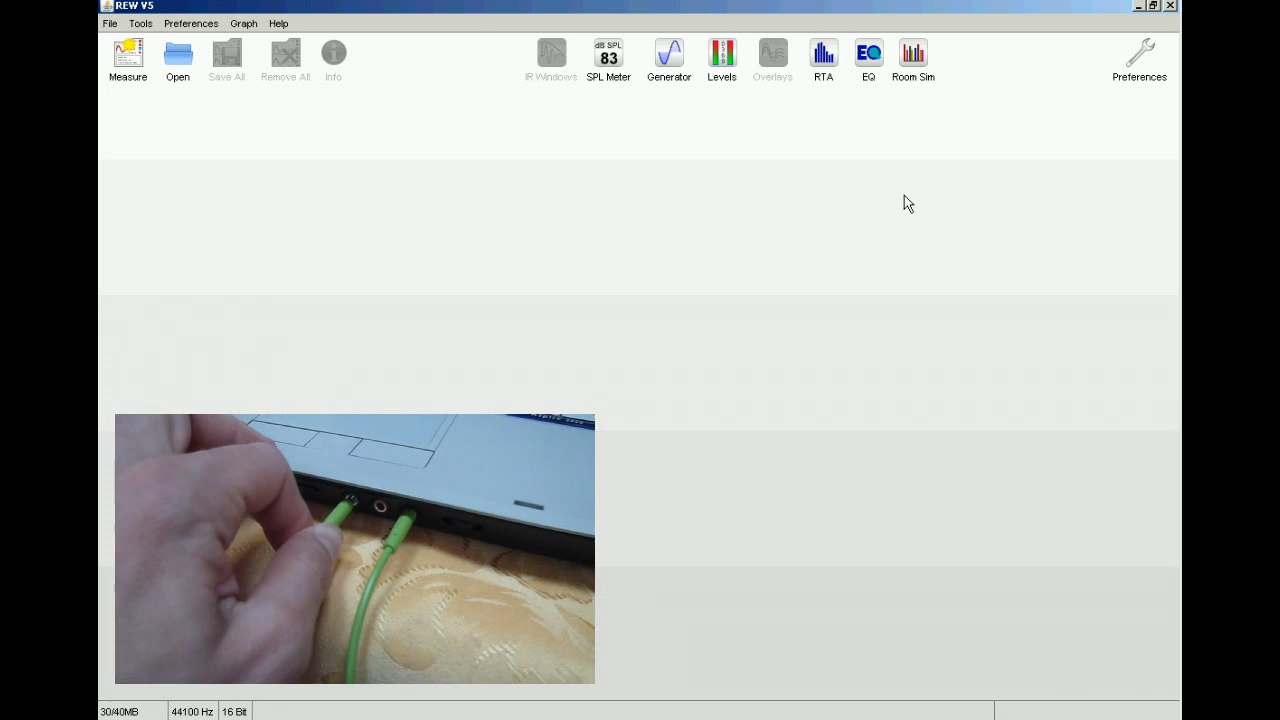 REW V5
File Tools Preferences Graph Help
dB SPL
83
Measure Open Save All Remove All Info IR Windows SPL Meter Generator Levels Overlays RTA EQ Room Sim Preferences
EQ
30/40MB 44100 Hz 16 Bit